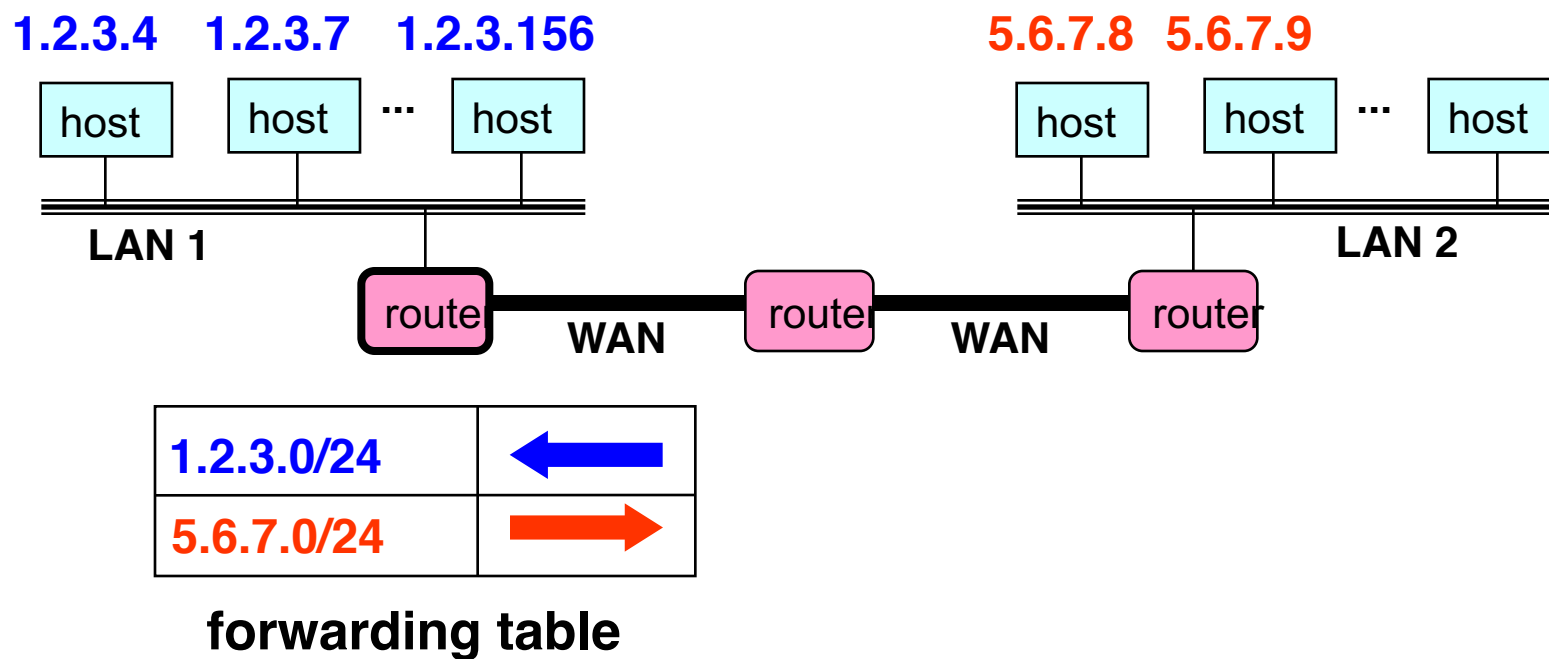 1.2.3.4 1.2.3.7 1.2.3.156 5.6.7.8 5.6.7.9
host host ... host host host ... host
LAN 1 LAN 2
router router router
WAN WAN
1.2.3.0/24
5.6.7.0/24
forwarding table